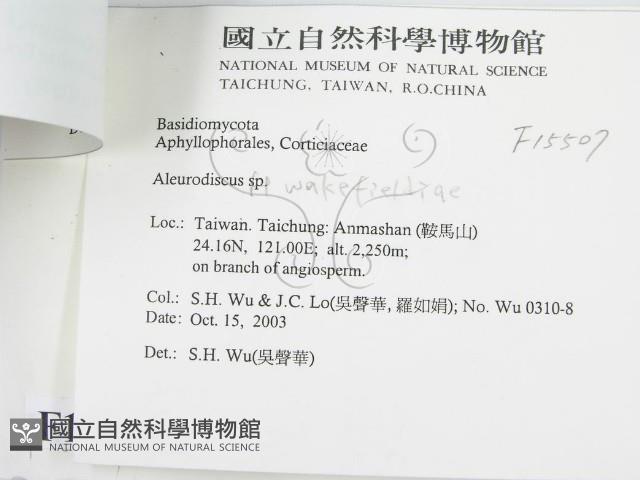 國立自然科學博物館
NATIONAL MUSEUM OF NATURAL SCIENCE
TAICHUNG, TAIWAN, R.O.CHINA
F15507
Basidiomycota
Aphyllophorales, Corticiaceae
Aleurodiscus sp.
wakefieldiae
Loc.: Taiwan. Taichung: Anmashan (鞍馬山)
24.16N, 121.00E; alt. 2,250m;
on branch of angiosperm.
Col.: S.H. Wu & J.C. Lo(吳聲華, 羅如娟); No. Wu 0310-8
Date: Oct. 15, 2003
Det.: S.H. Wu(吳聲華)
F1
國立自然科學博物館
NATIONAL MUSEUM OF NATURAL SCIENCE